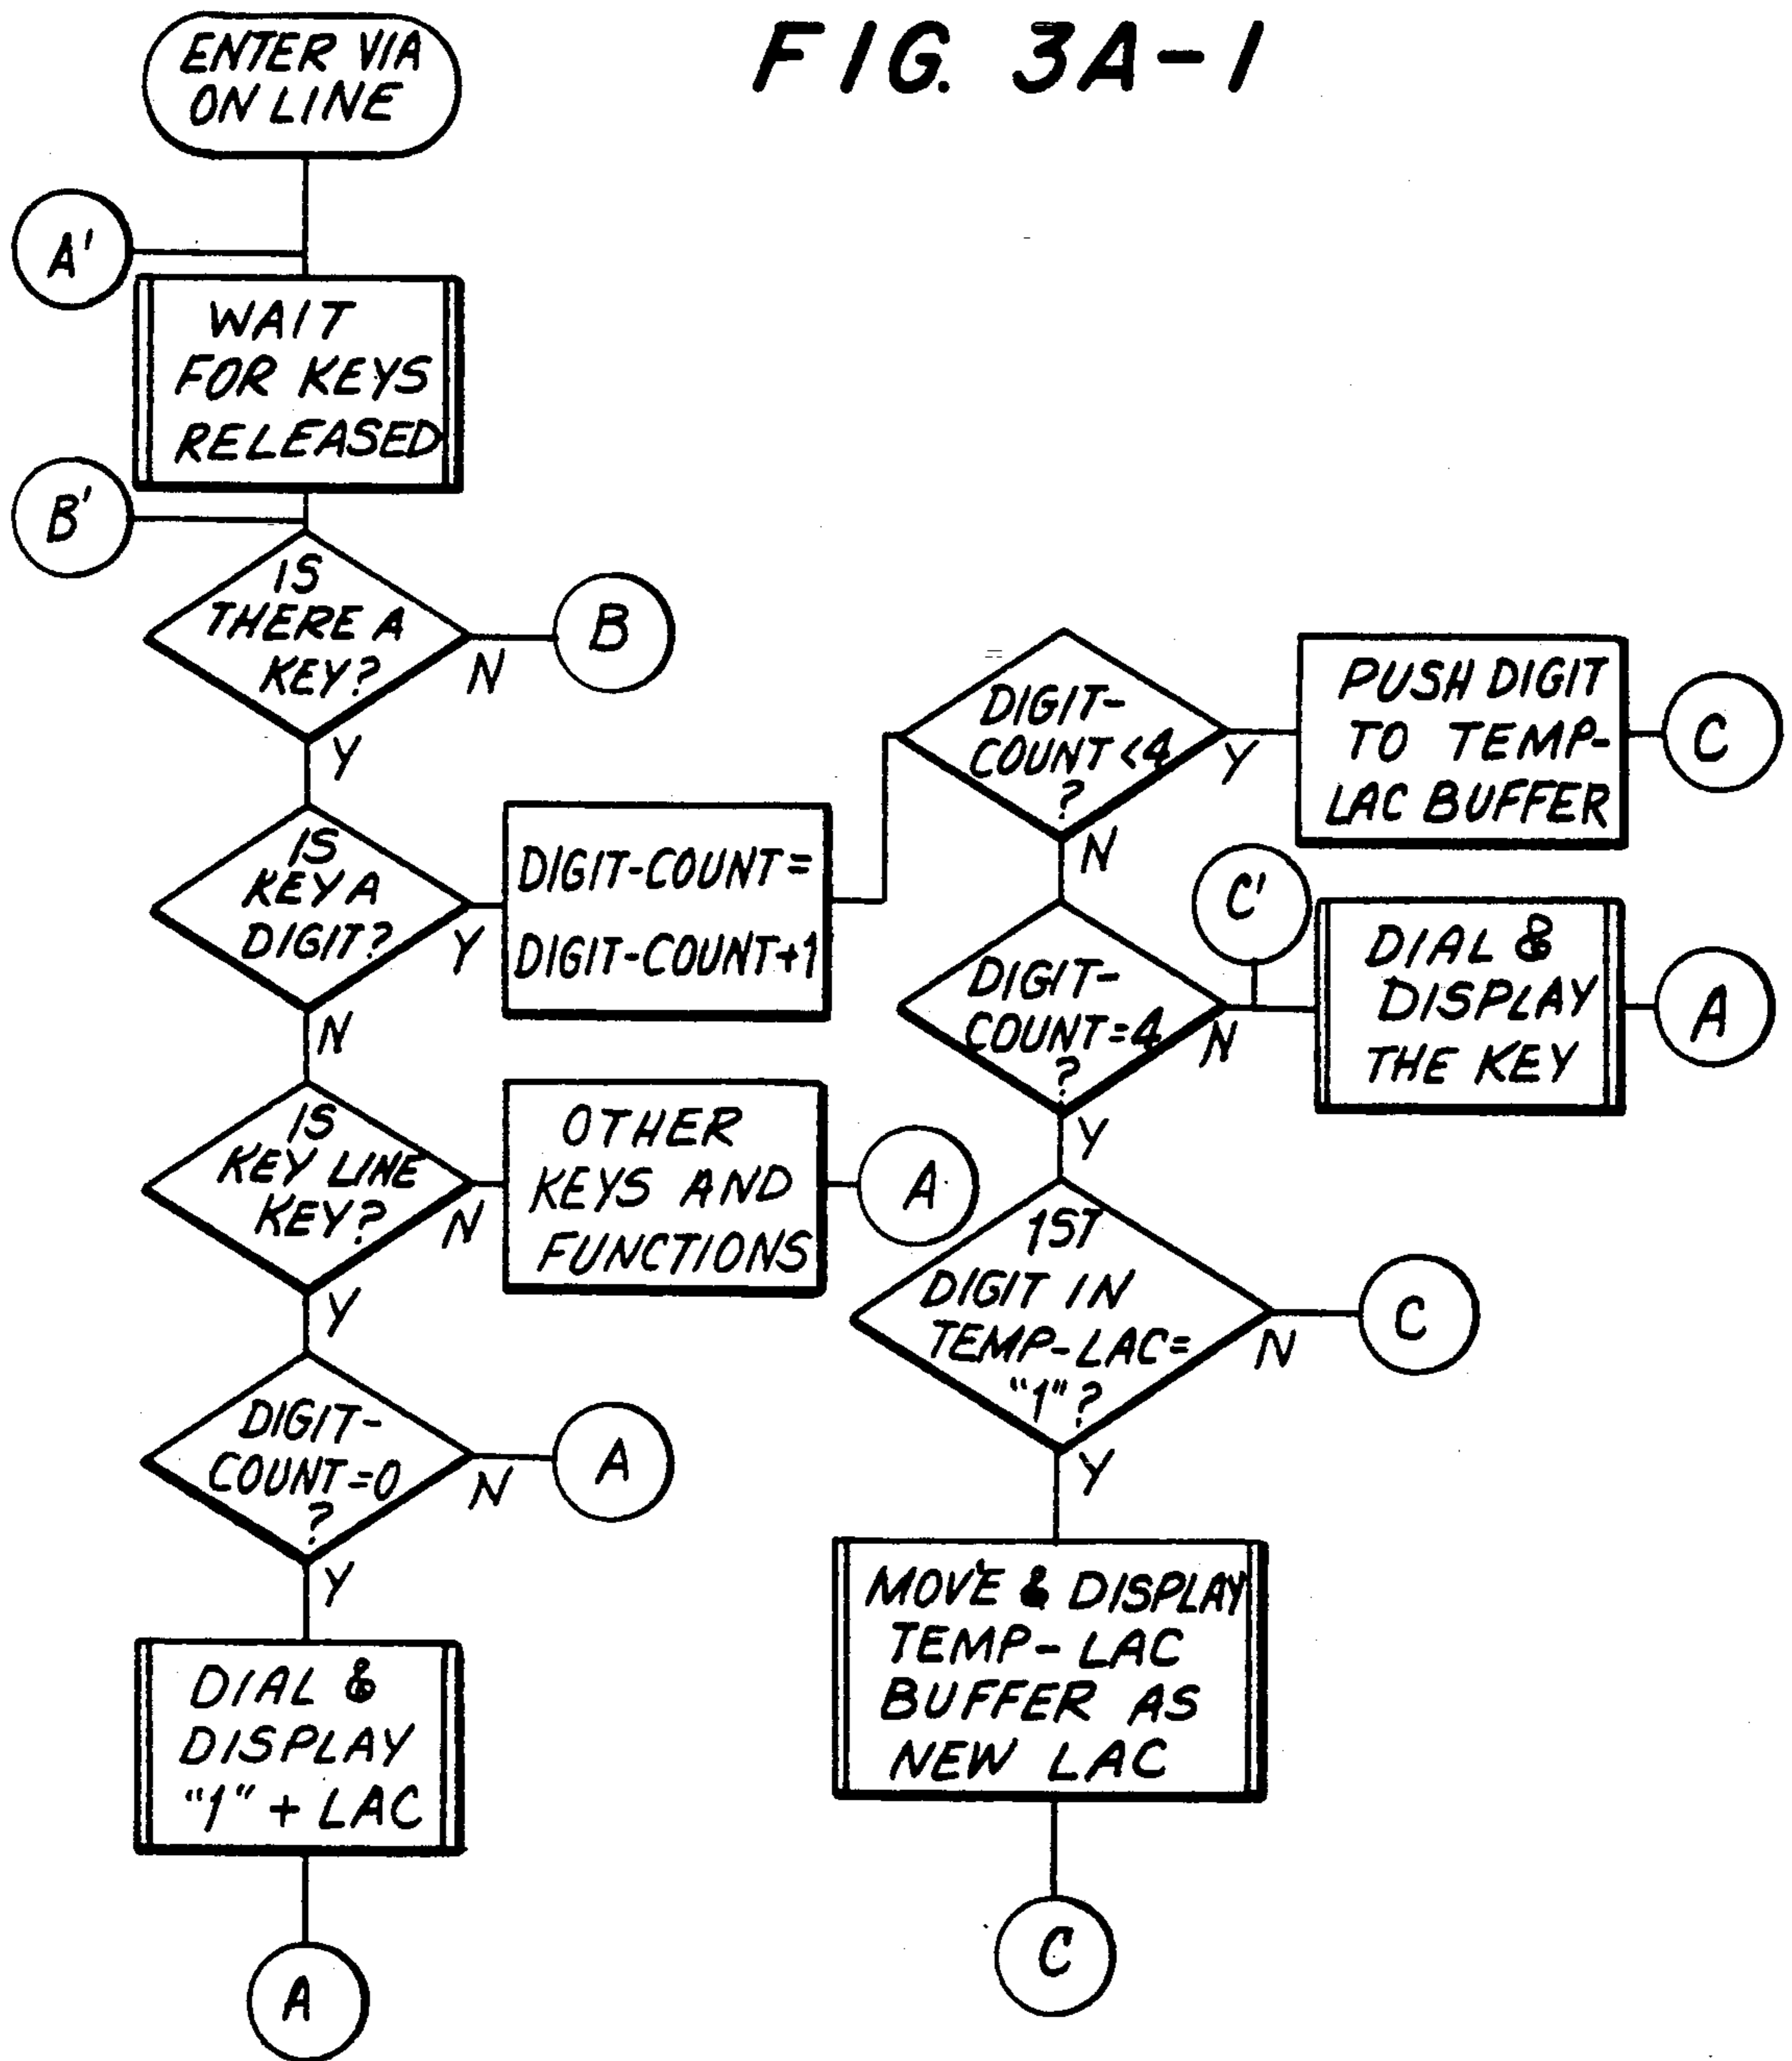 FIG. 3A-1
ENTER VIA
ON LINE
A'
WAIT
FOR KEYS
RELEASED
B'
IS
THERE A
KEY?
N
B
Y
IS
KEY A
DIGIT?
Y
N
DIGIT-COUNT=
DIGIT-COUNT+1
IS
KEY LINE
KEY?
N
Y
OTHER
KEYS AND
FUNCTIONS
A
DIGIT-
COUNT=0
?
N
A
Y
DIAL &
DISPLAY
"1" + LAC
A
DIGIT-
COUNT<4
?
Y
N
PUSH DIGIT
TO TEMP-
LAC BUFFER
C
DIGIT-
COUNT=4
?
N
Y
C'
DIAL &
DISPLAY
THE KEY
A
1ST
DIGIT IN
TEMP-LAC=
"1"?
N
C
Y
MOVE & DISPLAY
TEMP-LAC
BUFFER AS
NEW LAC
C